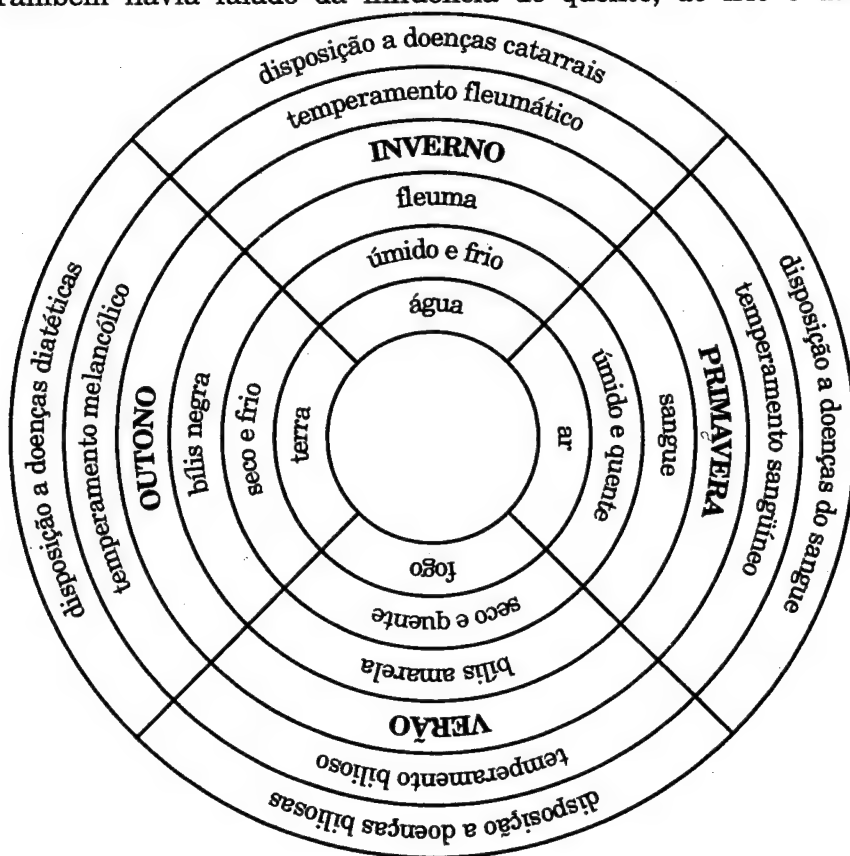 Também havia falado da influência do quente, do frio e
disposição a doenças catarrais
temperamento fleumático
INVERNO
fleuma
úmido e frio
água
disposição a doenças do sangue
temperamento sangüíneo
PRIMAVERA
sangue
úmido e quente
ar
fogo
seco e quente
bílis amarela
VERÃO
temperamento bilioso
disposição a doenças biliosas
disposição a doenças diatéticas
temperamento melancólico
OUTONO
bílis negra
seco e frio
terra